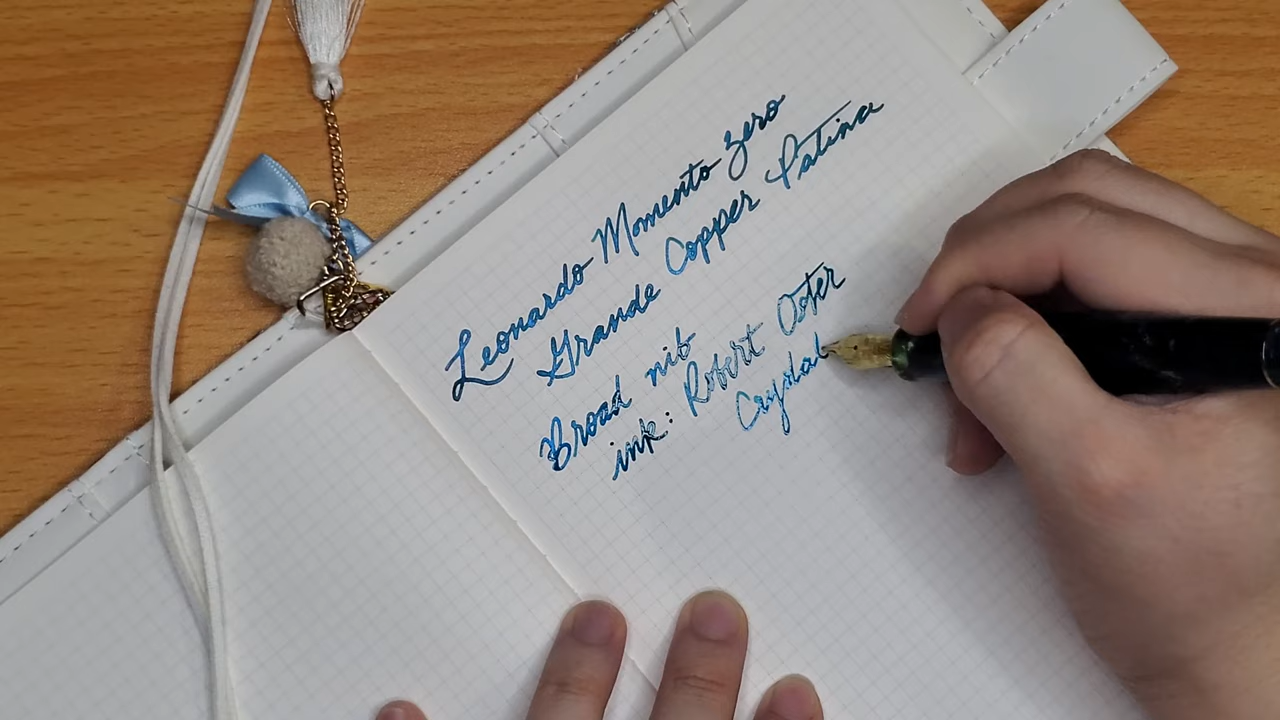 Leonardo Momento Zero
Grande Copper Patina
Broad nib
ink: Robert Oster
Crystal